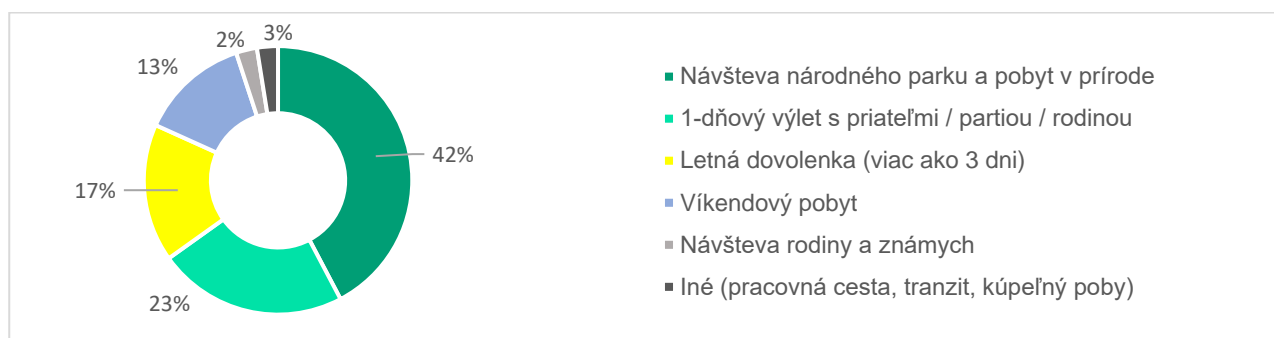 2%
3%
13%
42%
17%
23%
Návšteva národného parku a pobyt v prírode
1-dňový výlet s priateľmi / partiou / rodinou
Letná dovolenka (viac ako 3 dni)
Víkendový pobyt
Návšteva rodiny a známych
Iné (pracovná cesta, tranzit, kúpeľný poby)